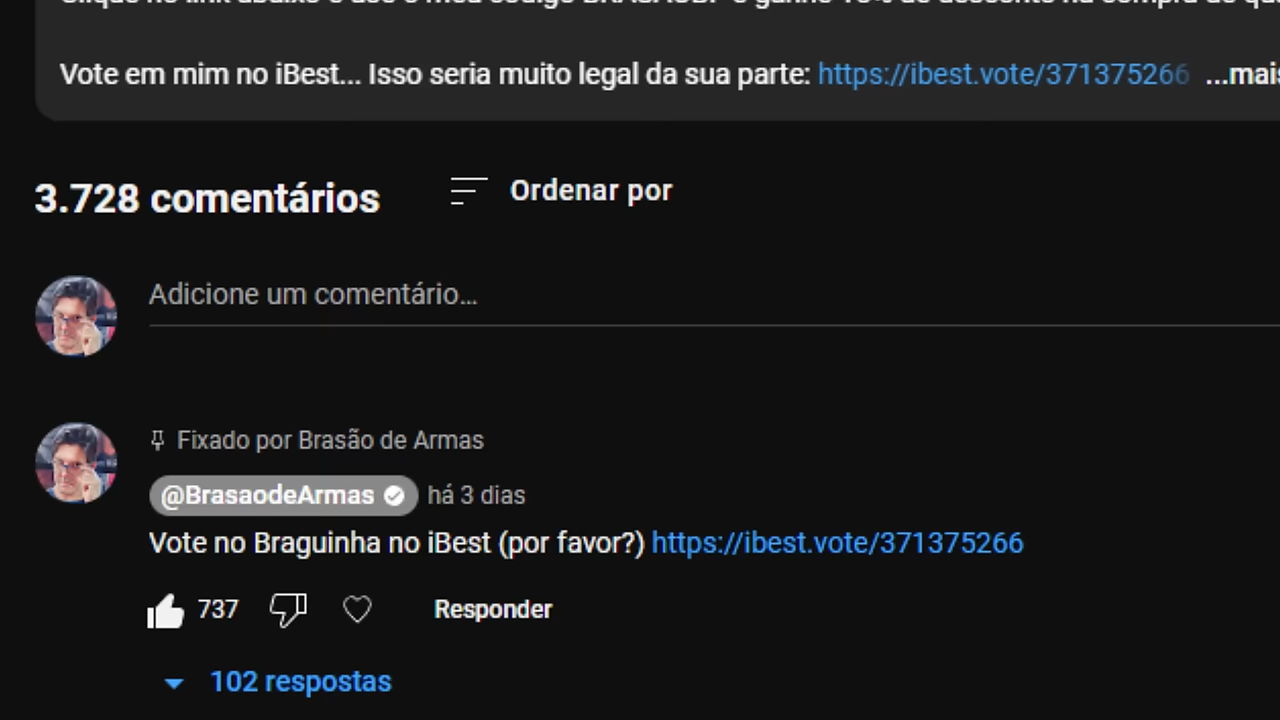 Vote em mim no iBest... Isso seria muito legal da sua parte: https://ibest.vote/371375266 ...mais
3.728 comentários
Ordenar por
Adicione um comentário...
Fixado por Brasão de Armas
@BrasaodeArmas há 3 dias
Vote no Braguinha no iBest (por favor?) https://ibest.vote/371375266
737 Responder
102 respostas